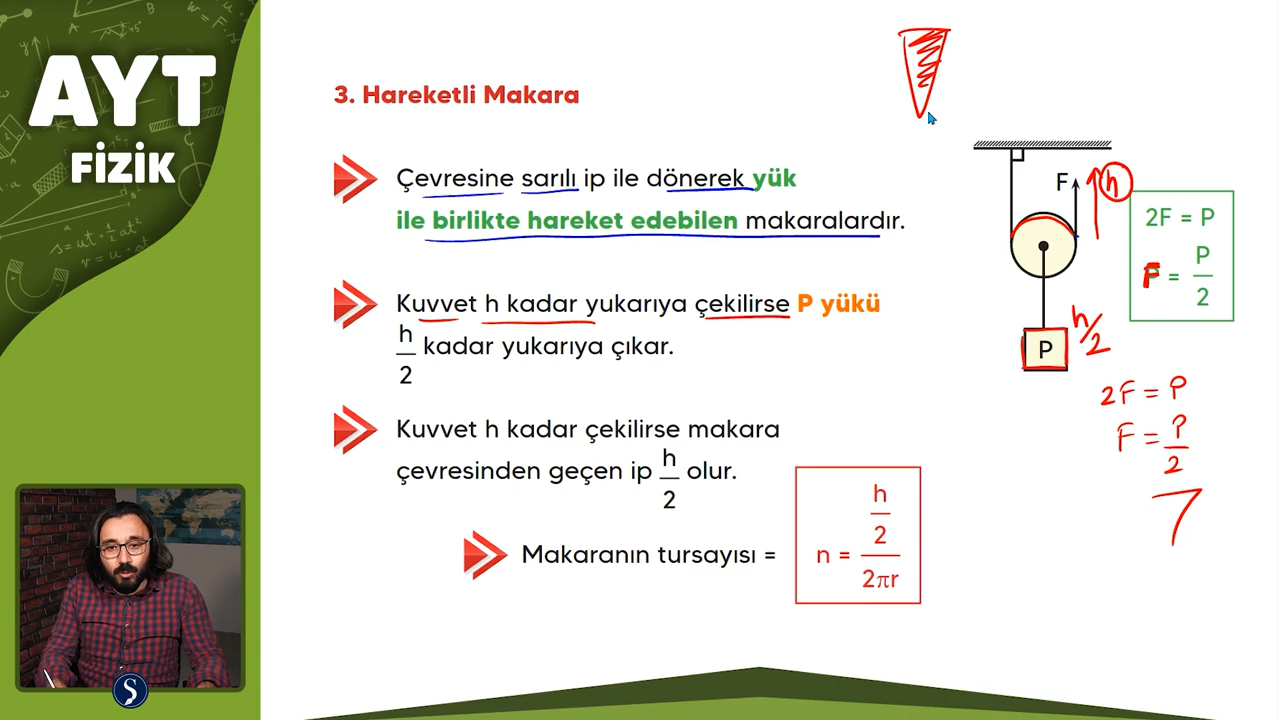 AYT
FİZİK
3. Hareketli Makara
Çevresine sarılı ip ile dönerek yük
ile birlikte hareket edebilen makaralardır.
Kuvvet h kadar yukarıya çekilirse P yükü
h/2 kadar yukarıya çıkar.
Kuvvet h kadar çekilirse makara
çevresinden geçen ip h/2 olur.
Makaranın tursayısı =
n = (h/2)/(2πr)
F
h
P
h/2
2F = P
F = P/2
2F = P
F = P/2
7
S